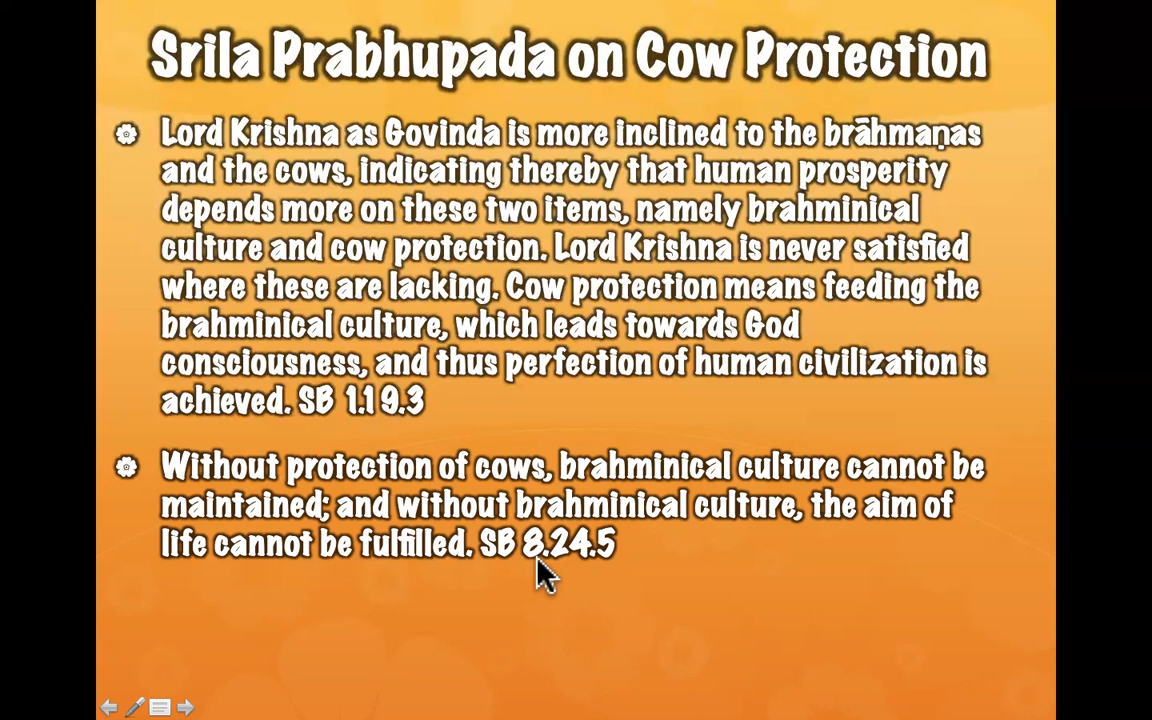 Srila Prabhupada on Cow Protection
Lord Krishna as Govinda is more inclined to the brāhmaṇas
and the cows, indicating thereby that human prosperity
depends more on these two items, namely brahminical
culture and cow protection. Lord Krishna is never satisfied
where these are lacking. Cow protection means feeding the
brahminical culture, which leads towards God
consciousness, and thus perfection of human civilization is
achieved. SB 1.19.3
Without protection of cows, brahminical culture cannot be
maintained; and without brahminical culture, the aim of
life cannot be fulfilled. SB 8.24.5